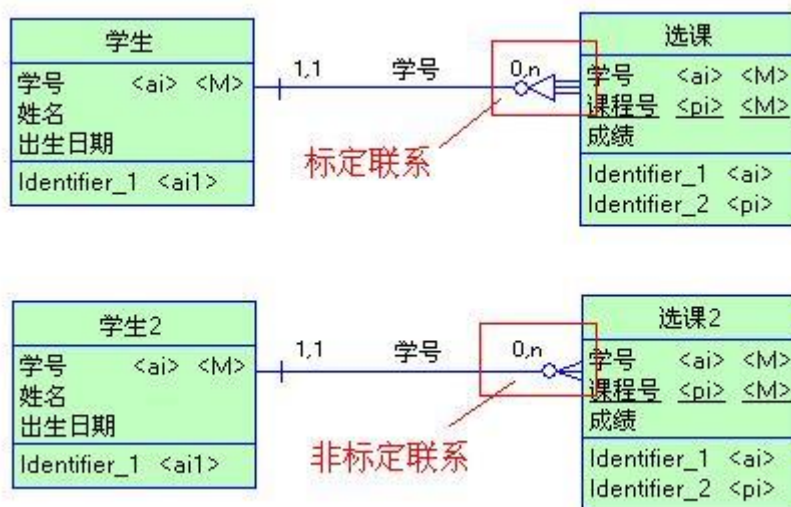 学生
学号 <ai> <M>
姓名
出生日期
Identifier_1 <ai1>
1,1 学号 0,n
标定联系
选课
学号 <ai> <M>
课程号 <pi> <M>
成绩
Identifier_1 <ai>
Identifier_2 <pi>
学生2
学号 <ai> <M>
姓名
出生日期
Identifier_1 <ai1>
1,1 学号 0,n
非标定联系
选课2
学号 <ai> <M>
课程号 <pi> <M>
成绩
Identifier_1 <ai>
Identifier_2 <pi>